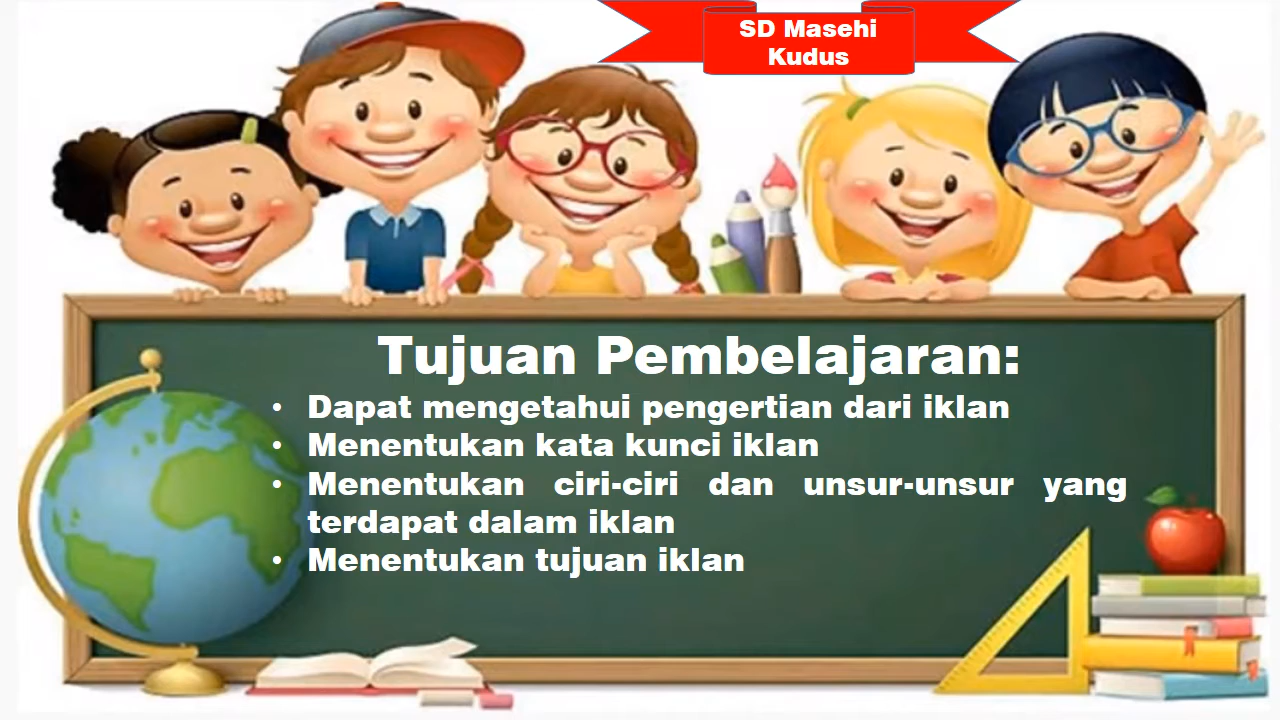 SD Masehi
Kudus
Tujuan Pembelajaran:
• Dapat mengetahui pengertian dari iklan
• Menentukan kata kunci iklan
• Menentukan ciri-ciri dan unsur-unsur yang
terdapat dalam iklan
• Menentukan tujuan iklan